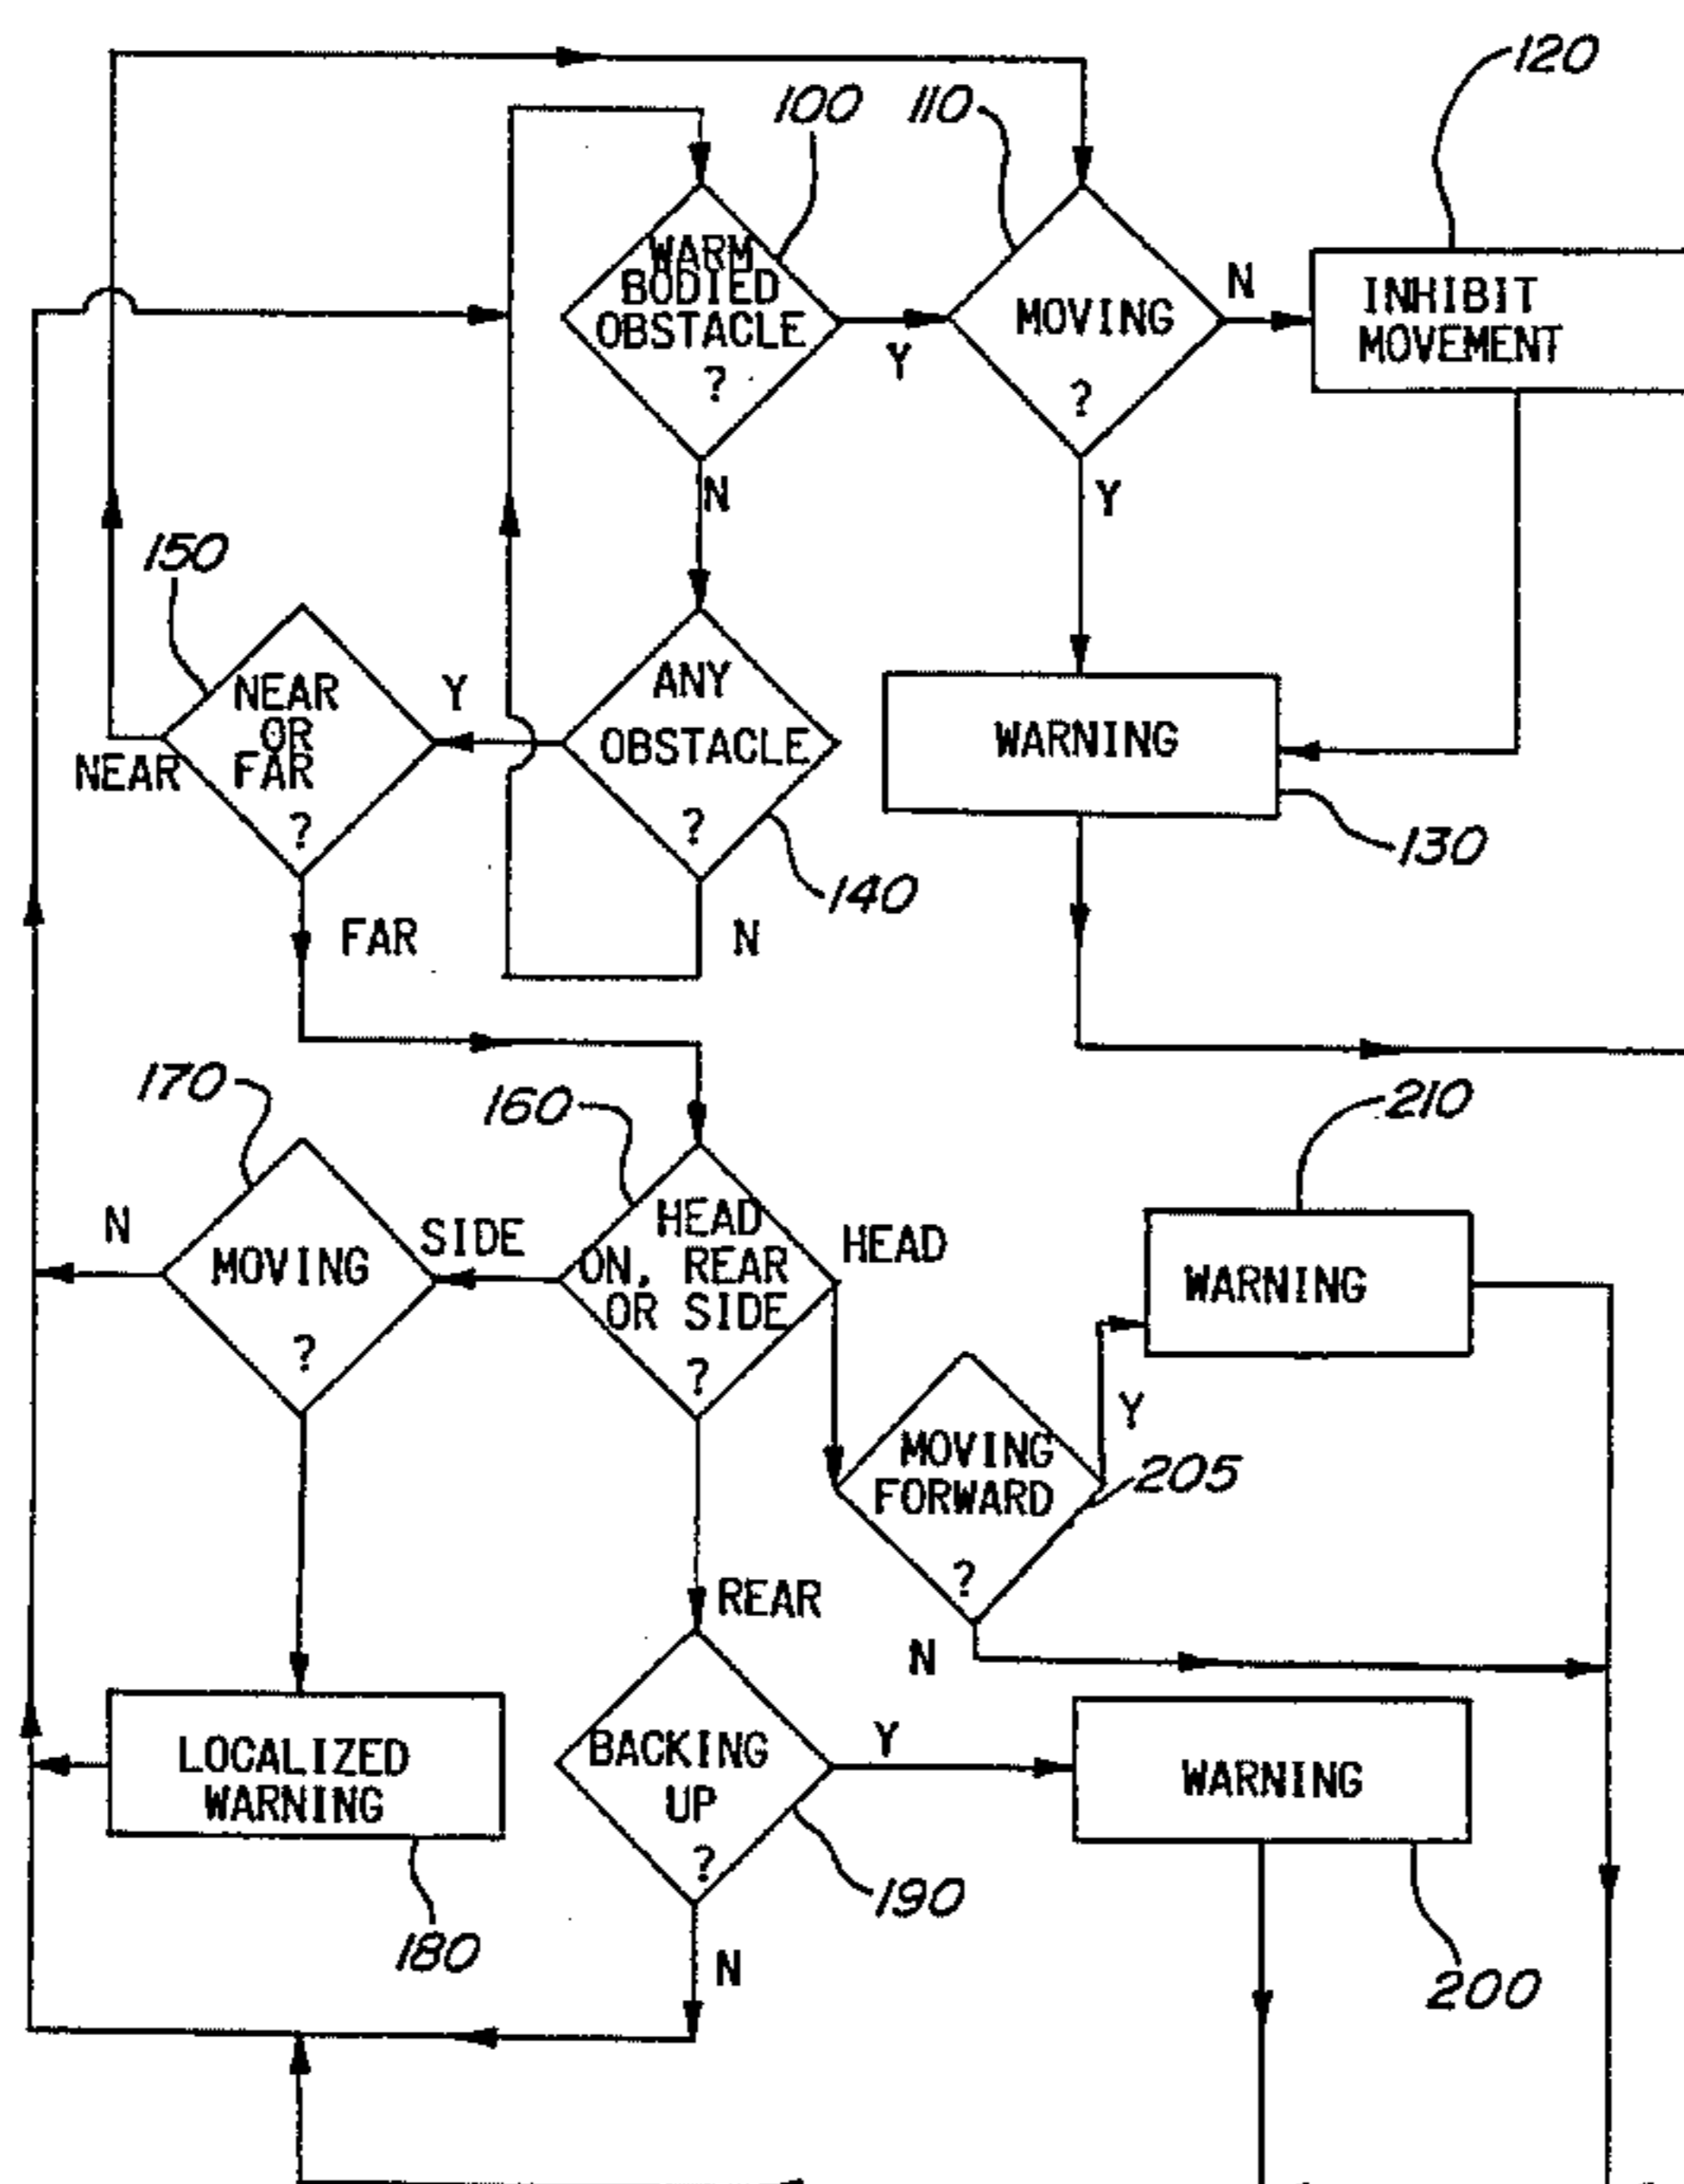 120
100
110
WARM
BODIED
OBSTACLE
?
Y
MOVING
?
N
INHIBIT
MOVEMENT
N
Y
150
NEAR
OR
FAR
?
NEAR
Y
ANY
OBSTACLE
?
WARNING
130
140
FAR
N
170
160
210
N
MOVING
?
SIDE
HEAD
ON, REAR
OR SIDE
?
HEAD
WARNING
Y
MOVING
FORWARD
?
205
REAR
N
LOCALIZED
WARNING
BACKING
UP
?
Y
WARNING
190
180
N
200